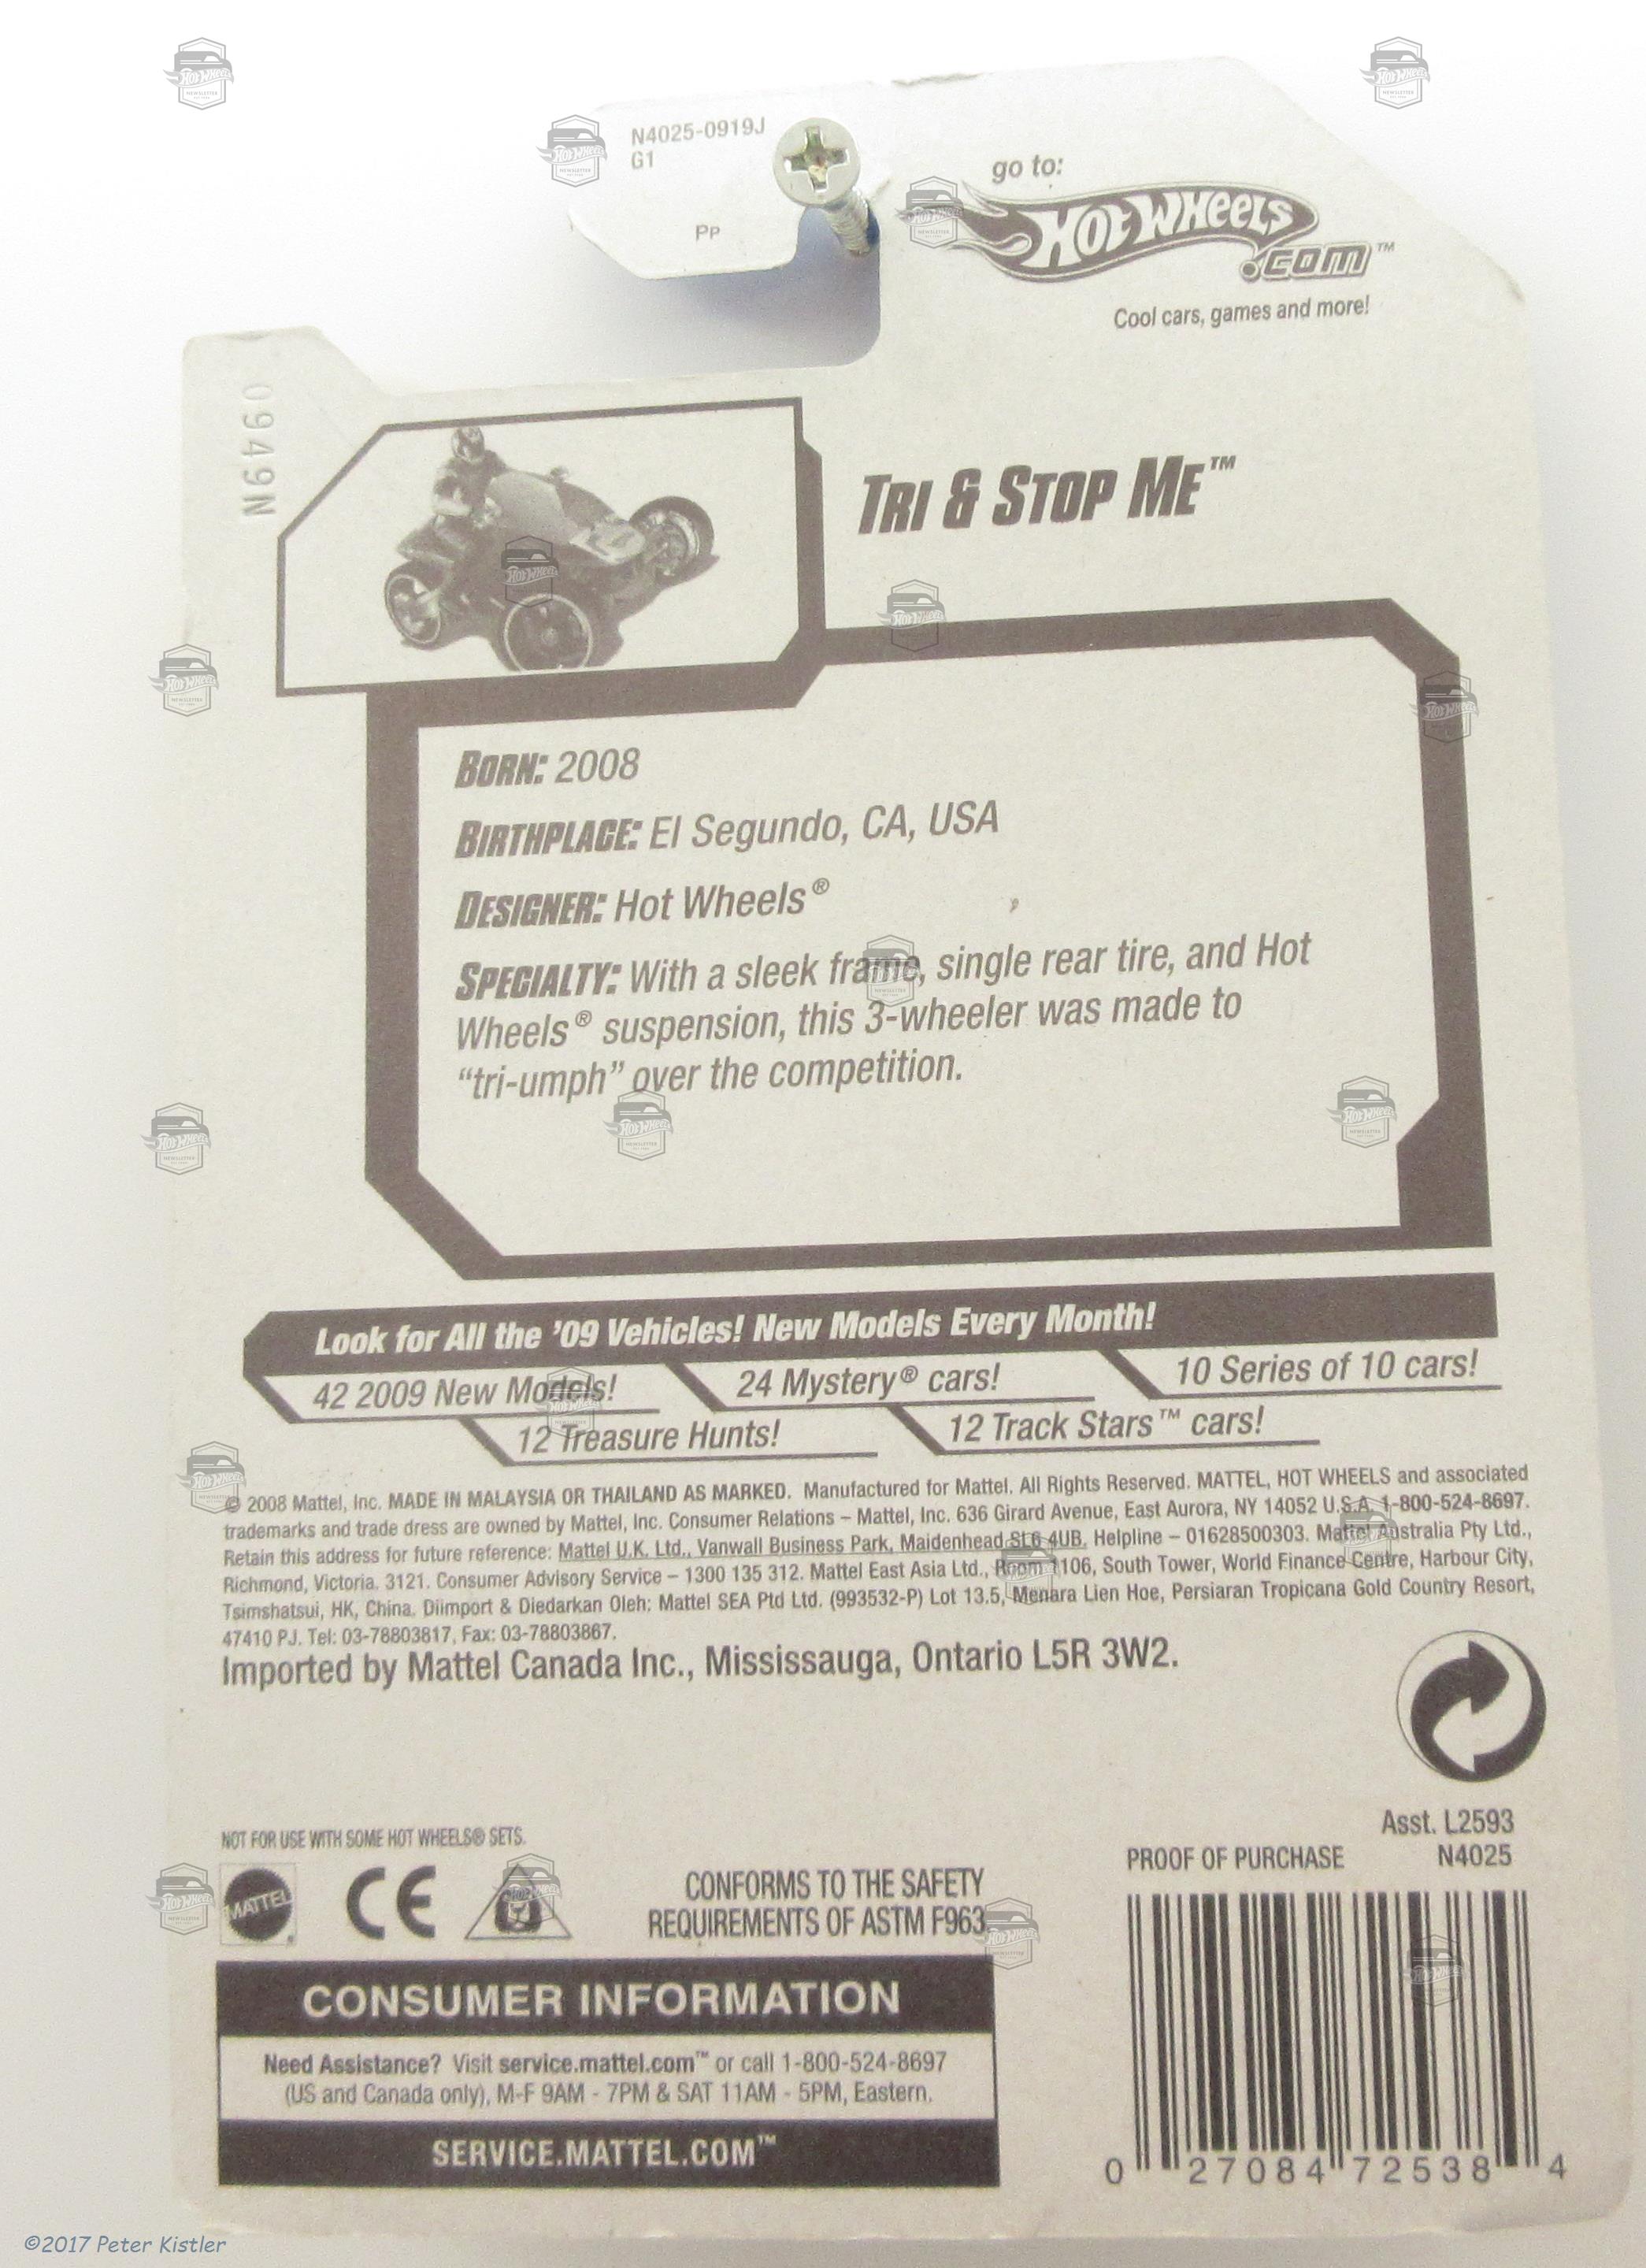 N4025-0919J
G1
PP
go to:
HOT WHEELS
.COM™
Cool cars, games and more!
0949N
TRI & STOP ME™
BORN: 2008
BIRTHPLACE: El Segundo, CA, USA
DESIGNER: Hot Wheels®
SPECIALTY: With a sleek frame, single rear tire, and Hot
Wheels® suspension, this 3-wheeler was made to
“tri-umph” over the competition.
Look for All the ’09 Vehicles! New Models Every Month!
42 2009 New Models!
24 Mystery® cars!
10 Series of 10 cars!
12 Treasure Hunts!
12 Track Stars™ cars!
© 2008 Mattel, Inc. MADE IN MALAYSIA OR THAILAND AS MARKED. Manufactured for Mattel. All Rights Reserved. MATTEL, HOT WHEELS and associated
trademarks and trade dress are owned by Mattel, Inc. Consumer Relations – Mattel, Inc. 636 Girard Avenue, East Aurora, NY 14052 U.S.A. 1-800-524-8697.
Retain this address for future reference: Mattel U.K. Ltd., Vanwall Business Park, Maidenhead SL6 4UB. Helpline – 01628500303. Mattel Australia Pty Ltd.,
Richmond, Victoria. 3121. Consumer Advisory Service – 1300 135 312. Mattel East Asia Ltd., Room 1106, South Tower, World Finance Centre, Harbour City,
Tsimshatsui, HK, China. Diimport & Diedarkan Oleh: Mattel SEA Ptd Ltd. (993532-P) Lot 13.5, Menara Lien Hoe, Persiaran Tropicana Gold Country Resort,
47410 PJ. Tel: 03-78803817, Fax: 03-78803867.
Imported by Mattel Canada Inc., Mississauga, Ontario L5R 3W2.
NOT FOR USE WITH SOME HOT WHEELS® SETS.
MATTEL
CE
CONFORMS TO THE SAFETY
REQUIREMENTS OF ASTM F963
Asst. L2593
PROOF OF PURCHASE N4025
CONSUMER INFORMATION
Need Assistance? Visit service.mattel.com™ or call 1-800-524-8697
(US and Canada only), M-F 9AM - 7PM & SAT 11AM - 5PM, Eastern.
SERVICE.MATTEL.COM™
0 27084 72538 4
©2017 Peter Kistler